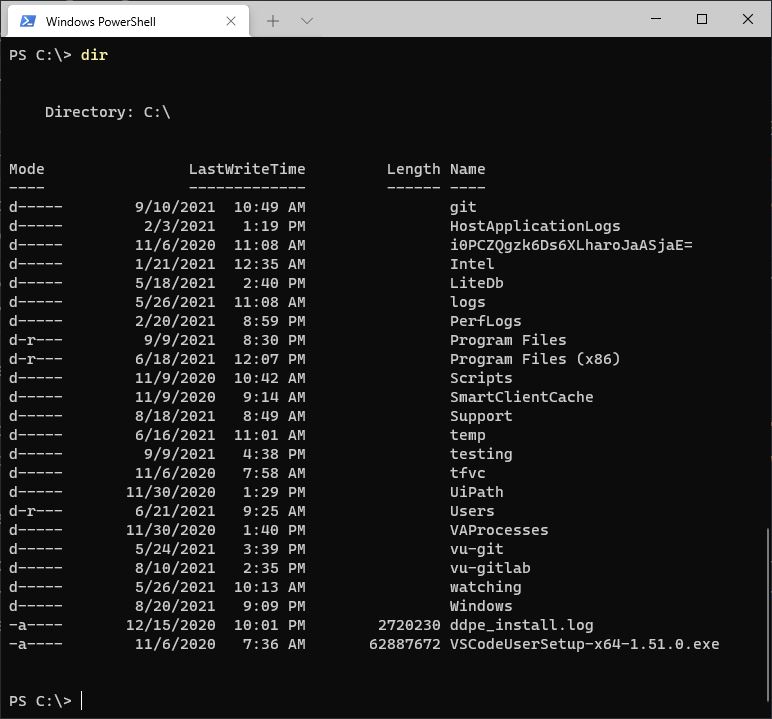 Windows PowerShell
PS C:\> dir
Directory: C:\
Mode                LastWriteTime         Length Name
----                -------------         ------ ----
d-----        9/10/2021  10:49 AM                git
d-----         2/3/2021   1:19 PM                HostApplicationLogs
d-----        11/6/2020  11:08 AM                i0PCZQgzk6Ds6XLharoJaASjaE=
d-----        1/21/2021  12:35 AM                Intel
d-----        5/18/2021   2:40 PM                LiteDb
d-----        5/26/2021  11:08 AM                logs
d-----        2/20/2021   8:59 PM                PerfLogs
d-r---         9/9/2021   8:30 PM                Program Files
d-r---        6/18/2021  12:07 PM                Program Files (x86)
d-----        11/9/2020  10:42 AM                Scripts
d-----        11/9/2020   9:14 AM                SmartClientCache
d-----        8/18/2021   8:49 AM                Support
d-----        6/16/2021  11:01 AM                temp
d-----         9/9/2021   4:38 PM                testing
d-----        11/6/2020   7:58 AM                tfvc
d-----       11/30/2020   1:29 PM                UiPath
d-r---        6/21/2021   9:25 AM                Users
d-----       11/30/2020   1:40 PM                VAProcesses
d-----        5/24/2021   3:39 PM                vu-git
d-----        8/10/2021   2:35 PM                vu-gitlab
d-----        5/26/2021  10:13 AM                watching
d-----        8/20/2021   9:09 PM                Windows
-a----       12/15/2020  10:01 PM        2720230 ddpe_install.log
-a----        11/6/2020   7:36 AM       62887672 VSCodeUserSetup-x64-1.51.0.exe
PS C:\>